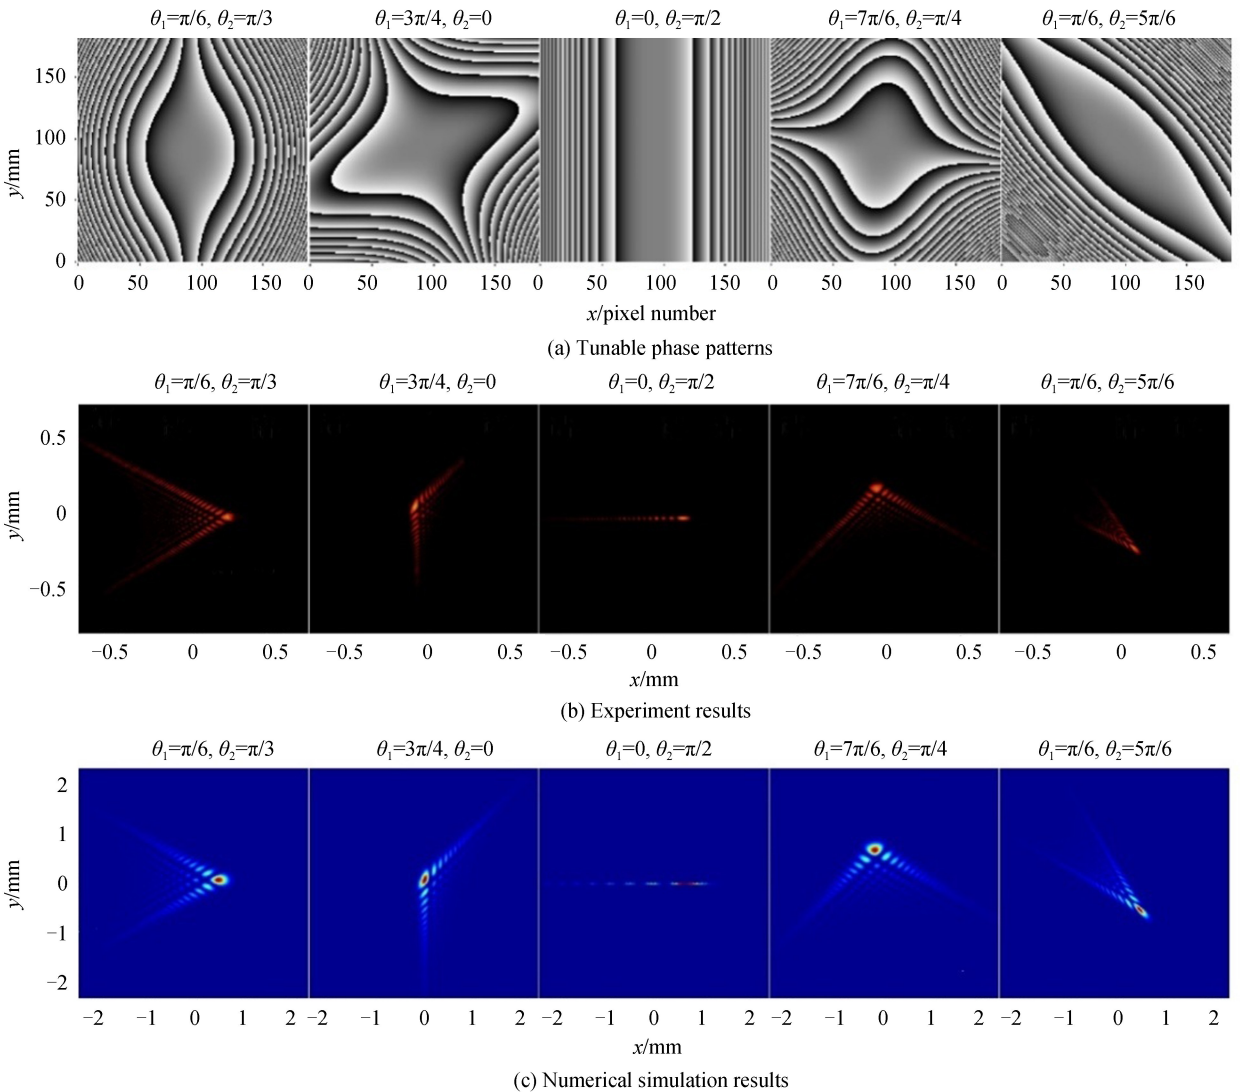 θ1=π/6, θ2=π/3 θ1=3π/4, θ2=0 θ1=0, θ2=π/2 θ1=7π/6, θ2=π/4 θ1=π/6, θ2=5π/6
150
100
50
0
y/mm
0 50 100 150 0 50 100 150 0 50 100 150 0 50 100 150 0 50 100 150
x/pixel number
(a) Tunable phase patterns
θ1=π/6, θ2=π/3 θ1=3π/4, θ2=0 θ1=0, θ2=π/2 θ1=7π/6, θ2=π/4 θ1=π/6, θ2=5π/6
0.5
0
−0.5
y/mm
−0.5 0 0.5 −0.5 0 0.5 −0.5 0 0.5 −0.5 0 0.5 −0.5 0 0.5
x/mm
(b) Experiment results
θ1=π/6, θ2=π/3 θ1=3π/4, θ2=0 θ1=0, θ2=π/2 θ1=7π/6, θ2=π/4 θ1=π/6, θ2=5π/6
2
1
0
−1
−2
y/mm
−2 −1 0 1 2 −2 −1 0 1 2 −2 −1 0 1 2 −2 −1 0 1 2 −2 −1 0 1 2
x/mm
(c) Numerical simulation results